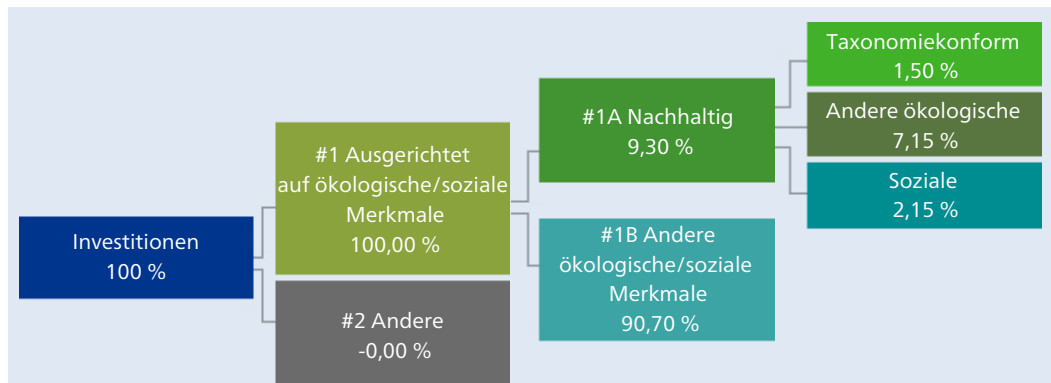 Investitionen
100 %
#1 Ausgerichtet
auf ökologische/soziale
Merkmale
100,00 %
#2 Andere
-0,00 %
#1A Nachhaltig
9,30 %
#1B Andere
ökologische/soziale
Merkmale
90,70 %
Taxonomiekonform
1,50 %
Andere ökologische
7,15 %
Soziale
2,15 %